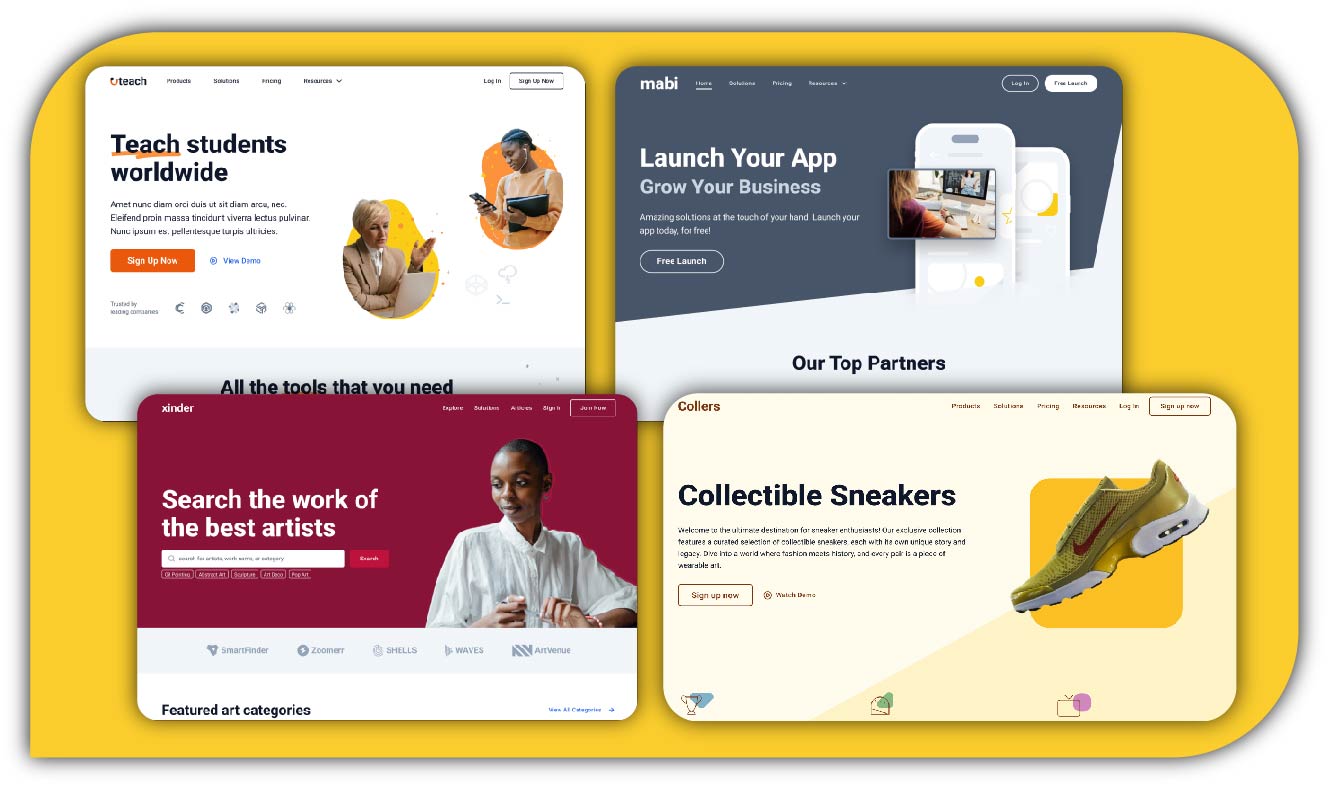 uteach Products Solutions Pricing Resources Log In Sign Up Now
Teach students
worldwide
Amet nunc diam orci duis ut sit diam arcu, nec.
Eleifend proin massa tincidunt viverra lectus pulvinar.
Nunc ipsum est pellentesque turpis ultricies.
Sign Up Now View Demo
Trusted by
leading companies
All the tools that you need
mabi Home Solutions Pricing Resources Log In Free Launch
Launch Your App
Grow Your Business
Amazing solutions at the touch of your hand. Launch your
app today, for free!
Free Launch
Our Top Partners
xinder Explore Solutions Articles Sign In Join Now
Search the work of
the best artists
search for artists, work name, or category Search
Oil Painting Abstract Art Sculpture Art Deco Pop Art
SmartFinder Zoomerr SHELLS WAVES ArtVenue
Featured art categories View All Categories
Collers Products Solutions Pricing Resources Log In Sign up now
Collectible Sneakers
Welcome to the ultimate destination for sneaker enthusiasts! Our exclusive collection
features a curated selection of collectible sneakers, each with its own unique story and
legacy. Dive into a world where fashion meets history, and every pair is a piece of
wearable art.
Sign up now Watch Demo